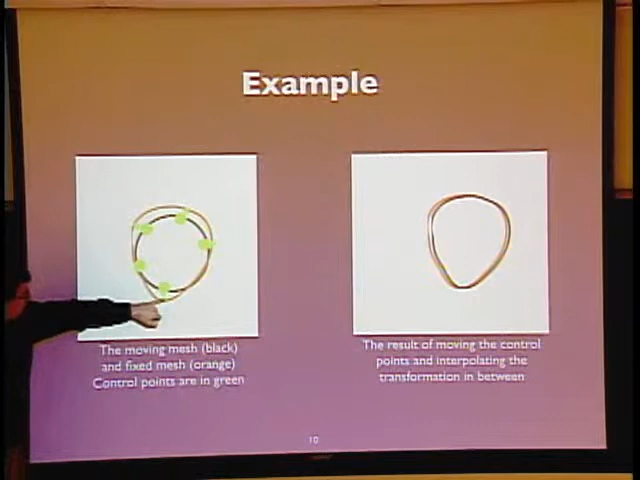 Example
The moving mesh (black)
and fixed mesh (orange)
Control points are in green
The result of moving the control
points and interpolating the
transformation in between
10